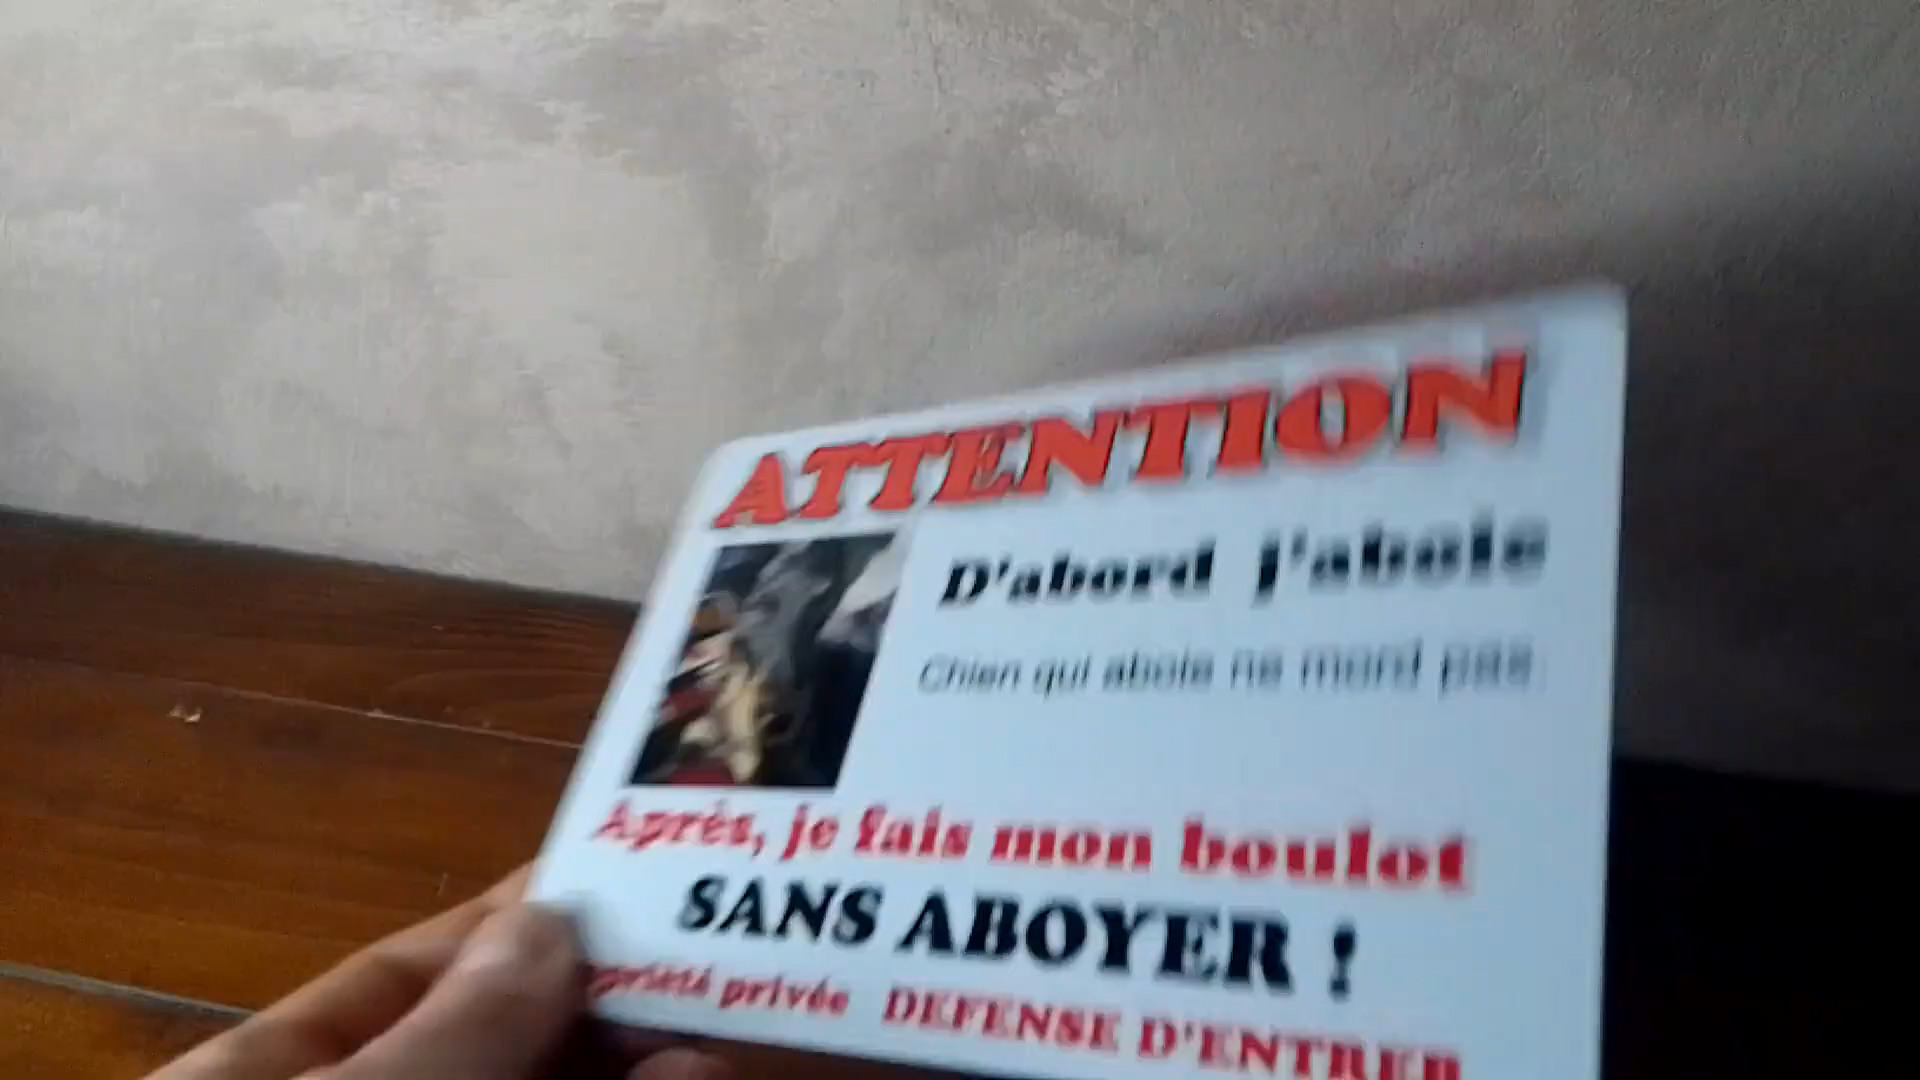 ATTENTION
D'abord j'aboie
Chien qui aboie ne mord pas
Après, je fais mon boulot
SANS ABOYER !
privée DEFENSE D'ENTRER